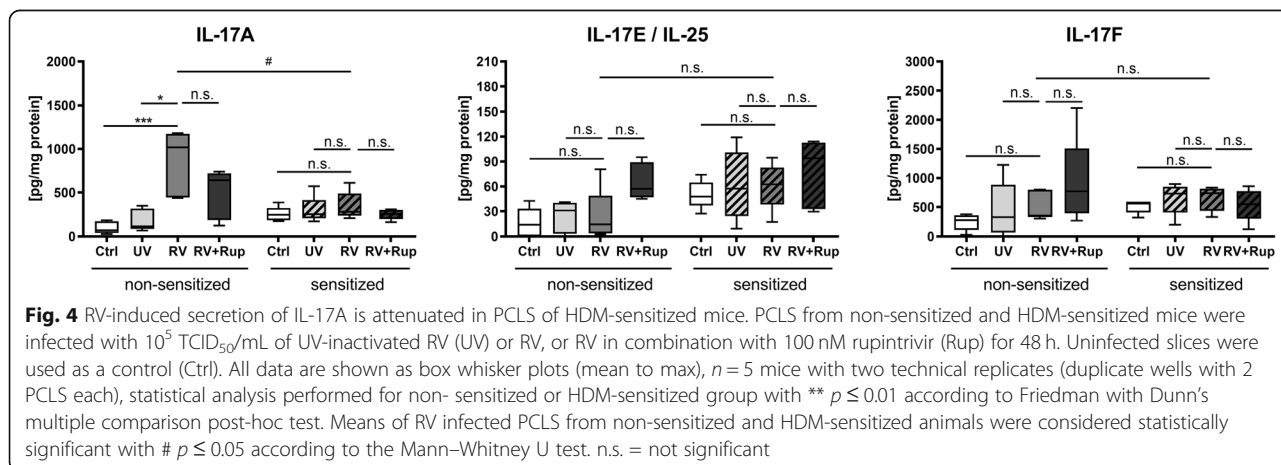 IL-17A
IL-17E / IL-25
IL-17F
[pg/mg protein]
2000
1500
1000
500
0
#
*
n.s.
***
n.s.
n.s.
n.s.
Ctrl UV RV RV+Rup Ctrl UV RV RV+Rup
non-sensitized sensitized
[pg/mg protein]
210
180
150
120
90
60
30
0
n.s.
n.s.
n.s.
n.s.
n.s.
n.s.
n.s.
Ctrl UV RV RV+Rup Ctrl UV RV RV+Rup
non-sensitized sensitized
[pg/mg protein]
3000
2500
2000
1500
1000
500
0
n.s.
n.s.
n.s.
n.s.
n.s.
n.s.
n.s.
Ctrl UV RV RV+Rup Ctrl UV RV RV+Rup
non-sensitized sensitized
Fig. 4 RV-induced secretion of IL-17A is attenuated in PCLS of HDM-sensitized mice. PCLS from non-sensitized and HDM-sensitized mice were
infected with 10⁵ TCID₅₀/mL of UV-inactivated RV (UV) or RV, or RV in combination with 100 nM rupintrivir (Rup) for 48 h. Uninfected slices were
used as a control (Ctrl). All data are shown as box whisker plots (mean to max), n = 5 mice with two technical replicates (duplicate wells with 2
PCLS each), statistical analysis performed for non- sensitized or HDM-sensitized group with ** p ≤ 0.01 according to Friedman with Dunn's
multiple comparison post-hoc test. Means of RV infected PCLS from non-sensitized and HDM-sensitized animals were considered statistically
significant with # p ≤ 0.05 according to the Mann–Whitney U test. n.s. = not significant